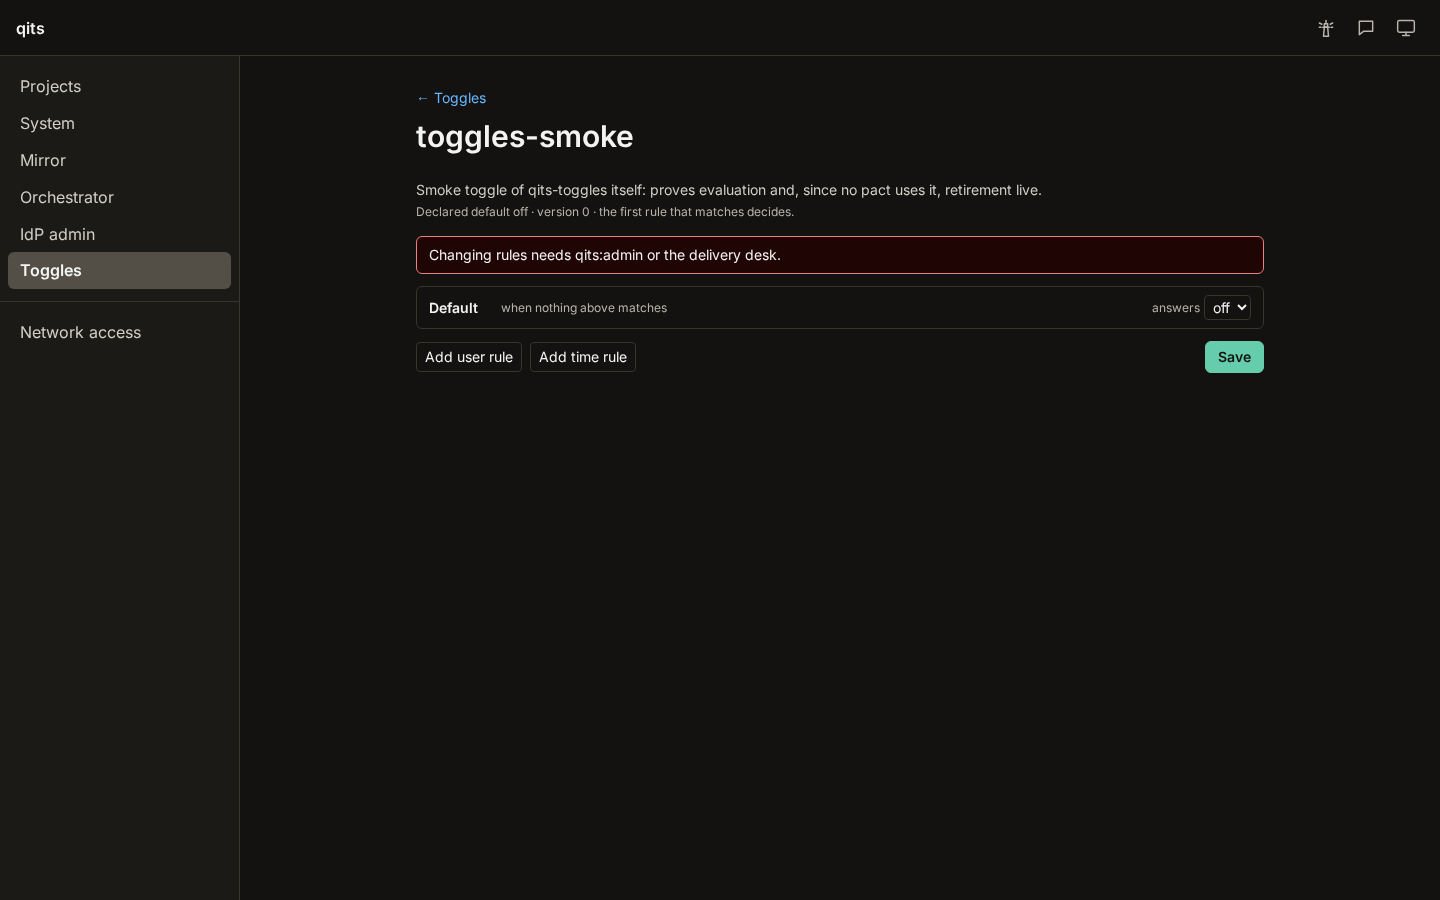 qits
Projects
System
Mirror
Orchestrator
IdP admin
Toggles
Network access
← Toggles
toggles-smoke
Smoke toggle of qits-toggles itself: proves evaluation and, since no pact uses it, retirement live.
Declared default off · version 0 · the first rule that matches decides.
Changing rules needs qits:admin or the delivery desk.
Default when nothing above matches answers off
Add user rule Add time rule Save